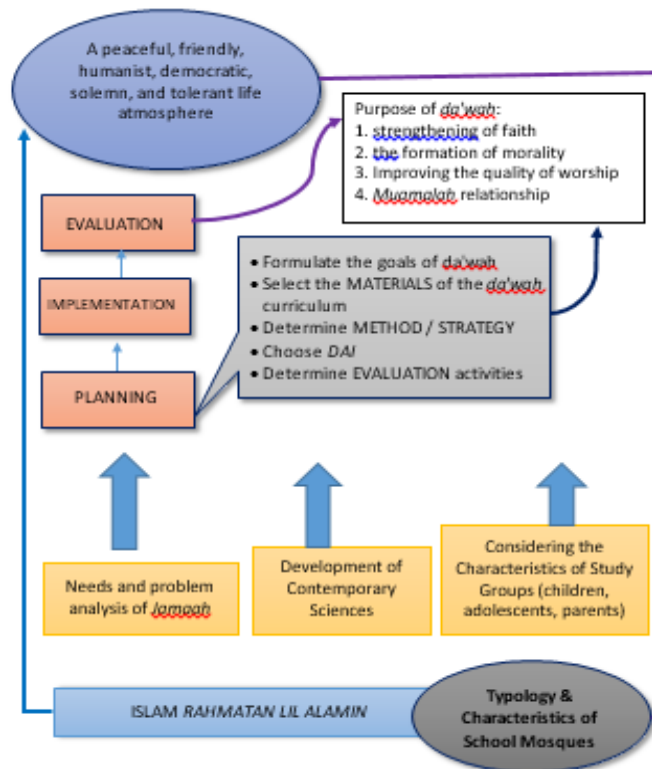 A peaceful, friendly,
humanist, democratic,
solemn, and tolerant life
atmosphere
Purpose of da'wah:
1. strengthening of faith
2. the formation of morality
3. Improving the quality of worship
4. Muamalah relationship
EVALUATION
IMPLEMENTATION
PLANNING
• Formulate the goals of da'wah
• Select the MATERIALS of the da'wah
curriculum
• Determine METHOD / STRATEGY
• Choose DAI
• Determine EVALUATION activities
Needs and problem
analysis of Jamaah
Development of
Contemporary
Sciences
Considering the
Characteristics of Study
Groups (children,
adolescents, parents)
ISLAM RAHMATAN LIL ALAMIN
Typology &
Characteristics of
School Mosques